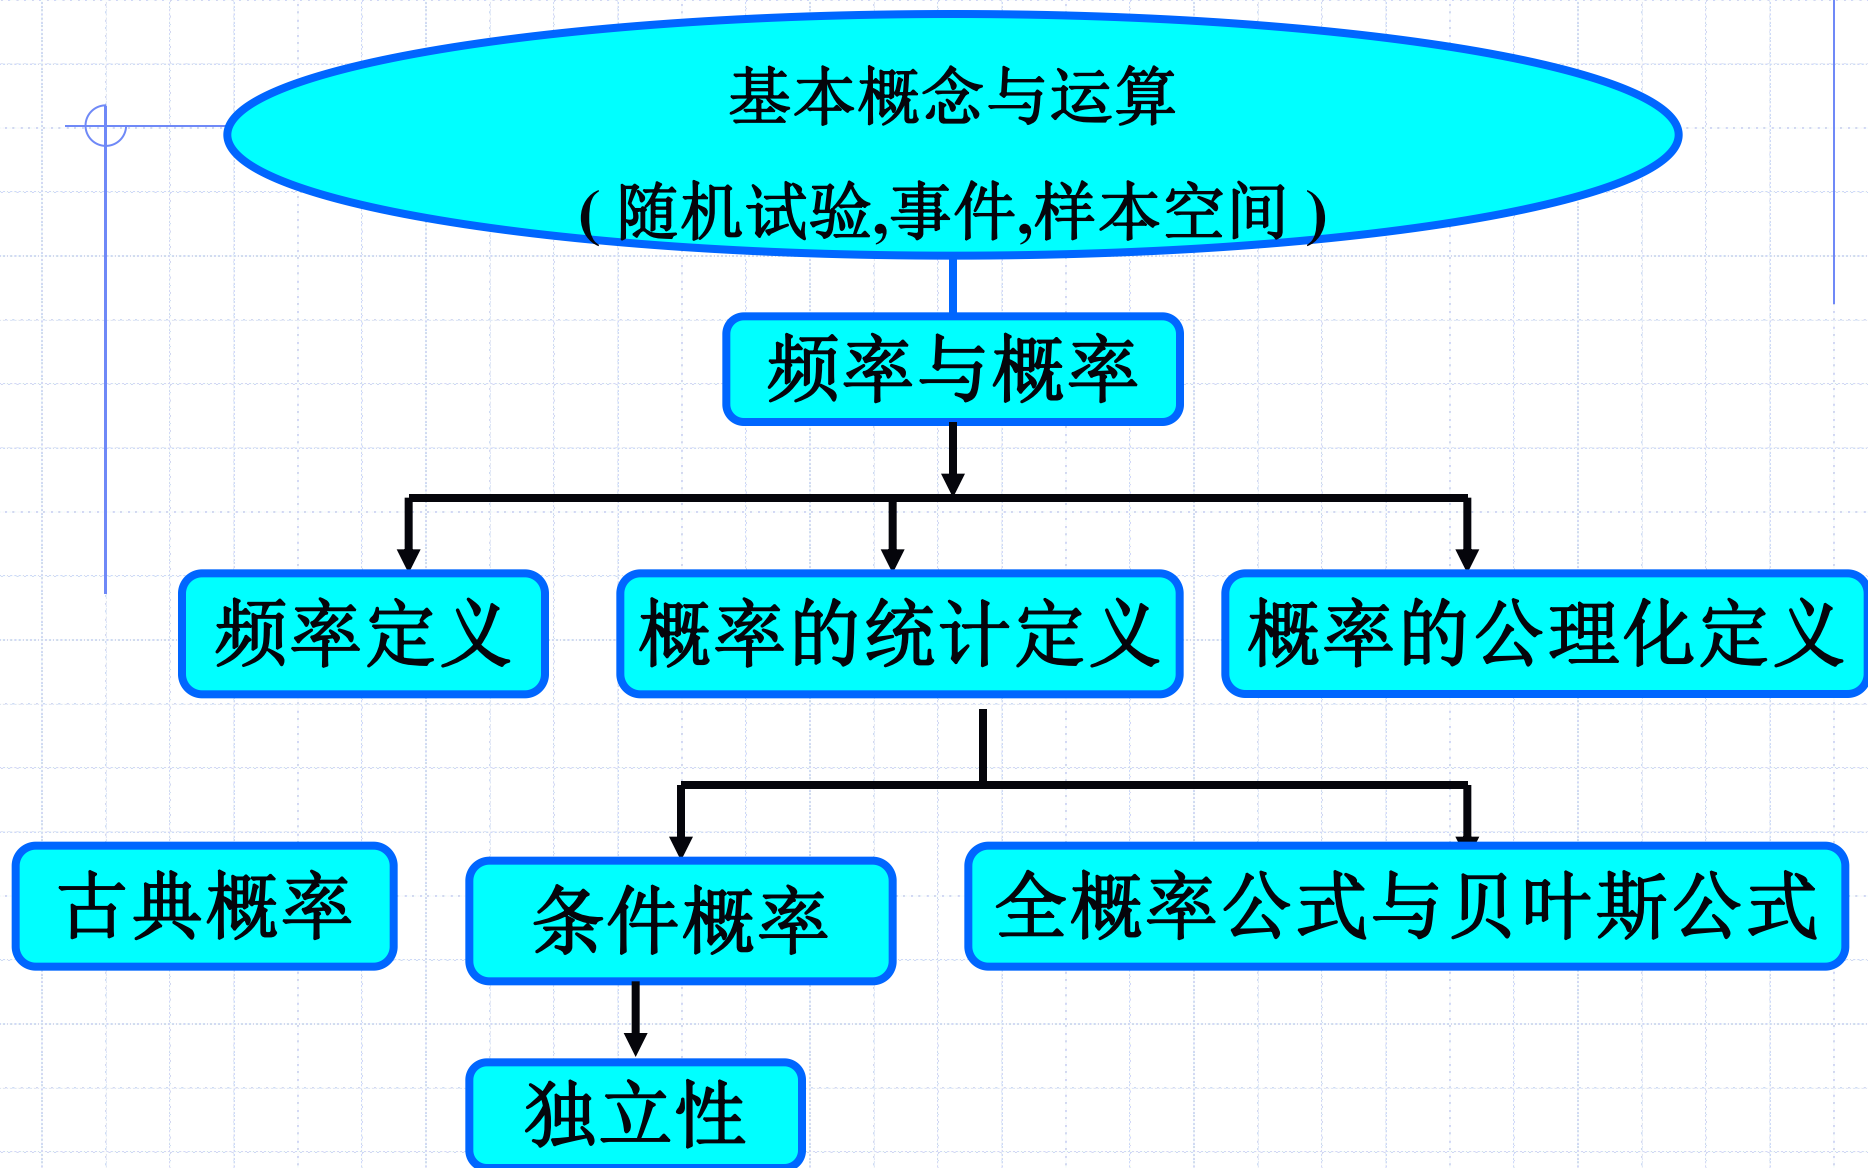 基本概念与运算
( 随机试验,事件,样本空间 )
频率与概率
频率定义
概率的统计定义
概率的公理化定义
古典概率
条件概率
全概率公式与贝叶斯公式
独立性